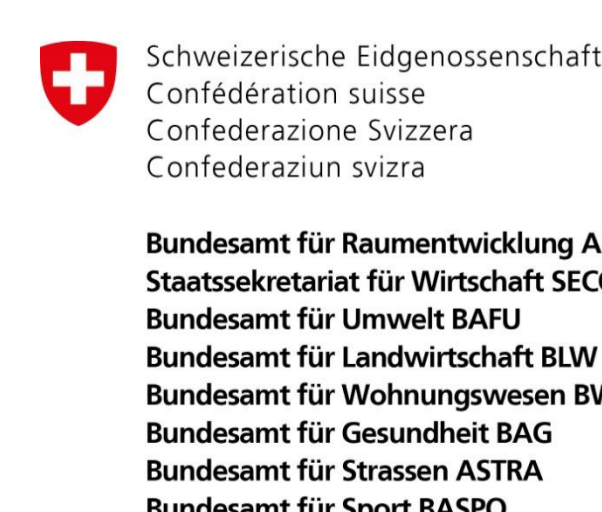 Schweizerische Eidgenossenschaft
Confédération suisse
Confederazione Svizzera
Confederaziun svizra
Bundesamt für Raumentwicklung A
Staatssekretariat für Wirtschaft SEC
Bundesamt für Umwelt BAFU
Bundesamt für Landwirtschaft BLW
Bundesamt für Wohnungswesen BW
Bundesamt für Gesundheit BAG
Bundesamt für Strassen ASTRA
Bundesamt für Sport BASPO